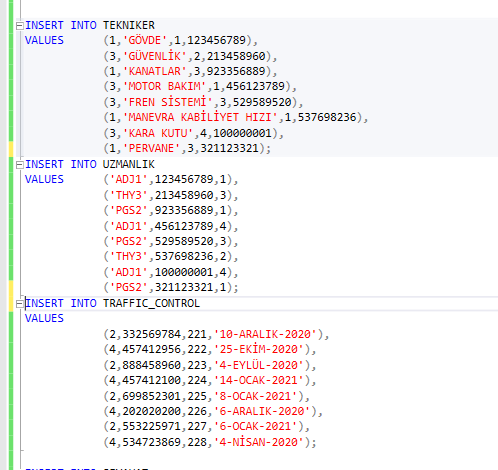 INSERT INTO TEKNIKER
VALUES (1,'GÖVDE',1,123456789),
(3,'GÜVENLİK',2,213458960),
(1,'KANATLAR',3,923356889),
(3,'MOTOR BAKIM',1,456123789),
(3,'FREN SİSTEMİ',3,529589520),
(1,'MANEVRA KABİLİYET HIZI',1,537698236),
(3,'KARA KUTU',4,100000001),
(1,'PERVANE',3,321123321);
INSERT INTO UZMANLIK
VALUES ('ADJ1',123456789,1),
('THY3',213458960,3),
('PGS2',923356889,1),
('ADJ1',456123789,4),
('PGS2',529589520,3),
('THY3',537698236,2),
('ADJ1',100000001,4),
('PGS2',321123321,1);
INSERT INTO TRAFFIC_CONTROL
VALUES
(2,332569784,221,'10-ARALIK-2020'),
(4,457412956,222,'25-EKİM-2020'),
(2,888458960,223,'4-EYLÜL-2020'),
(4,457412100,224,'14-OCAK-2021'),
(2,699852301,225,'8-OCAK-2021'),
(4,202020200,226,'6-ARALIK-2020'),
(2,553225971,227,'6-OCAK-2021'),
(4,534723869,228,'4-NİSAN-2020');